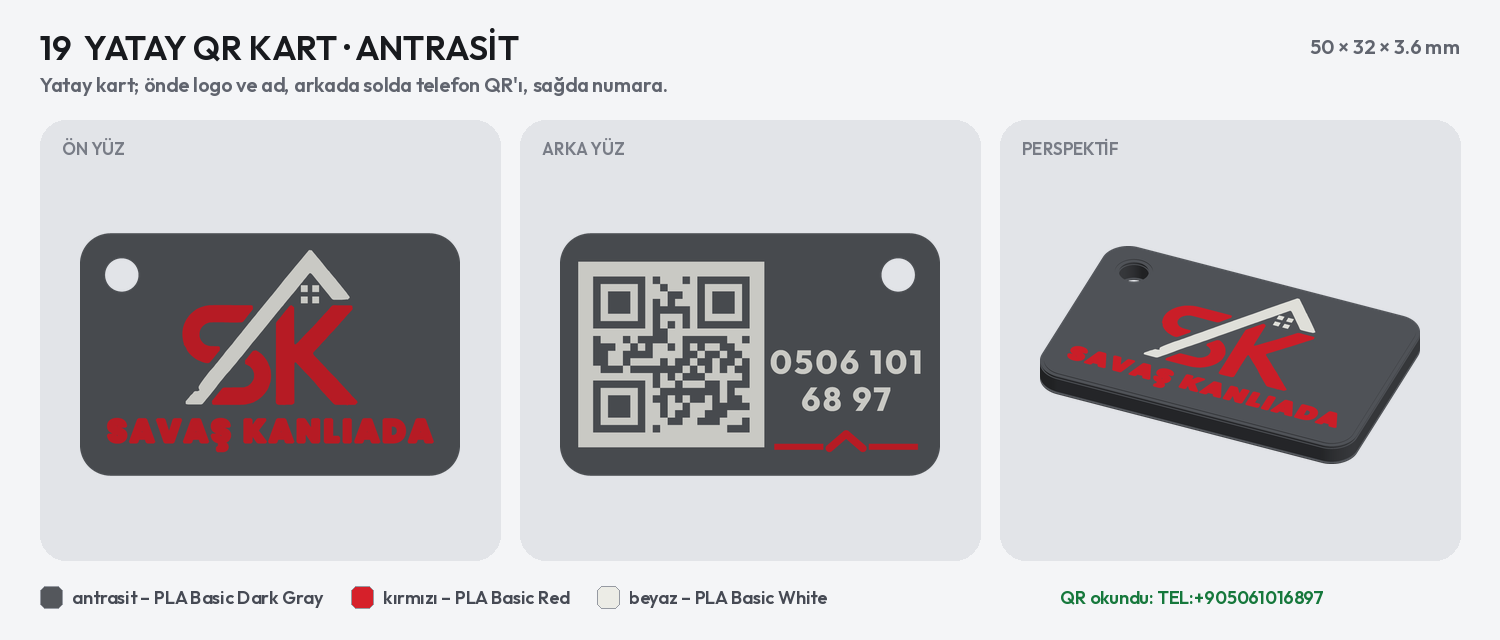 19 YATAY QR KART · ANTRASİT
50 × 32 × 3.6 mm
Yatay kart; önde logo ve ad, arkada solda telefon QR'ı, sağda numara.
ÖN YÜZ
SK
SAVAŞ KANLIADA
ARKA YÜZ
0506 101
68 97
PERSPEKTİF
SK
SAVAŞ KANLIADA
antrasit – PLA Basic Dark Gray
kırmızı – PLA Basic Red
beyaz – PLA Basic White
QR okundu: TEL:+905061016897